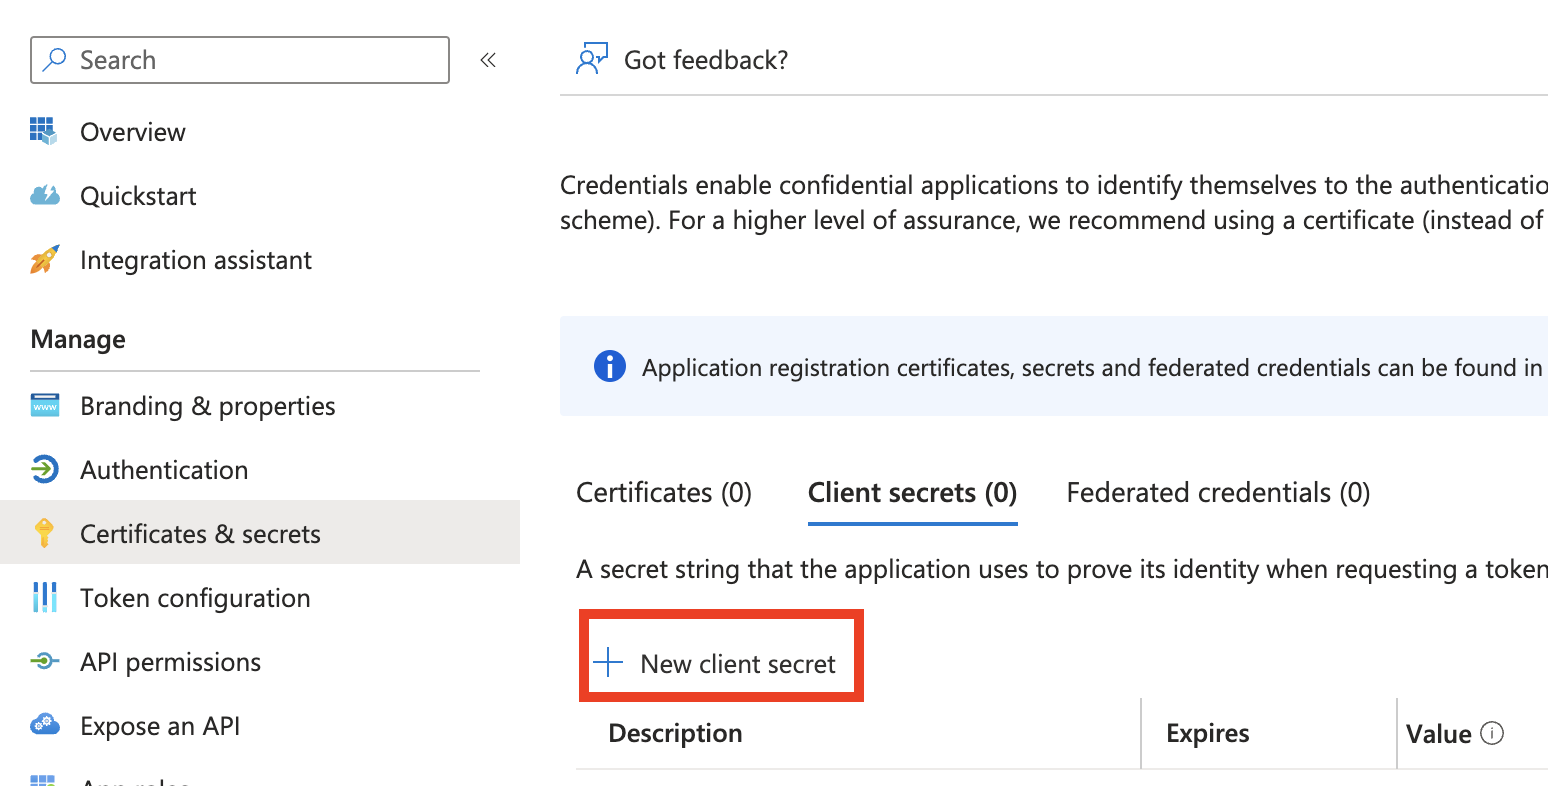 Search
Overview
Quickstart
Integration assistant
Manage
Branding & properties
Authentication
Certificates & secrets
Token configuration
API permissions
Expose an API
Got feedback?
Credentials enable confidential applications to identify themselves to the authenticatio
scheme). For a higher level of assurance, we recommend using a certificate (instead of
Application registration certificates, secrets and federated credentials can be found in
Certificates (0) Client secrets (0) Federated credentials (0)
A secret string that the application uses to prove its identity when requesting a token
New client secret
Description Expires Value